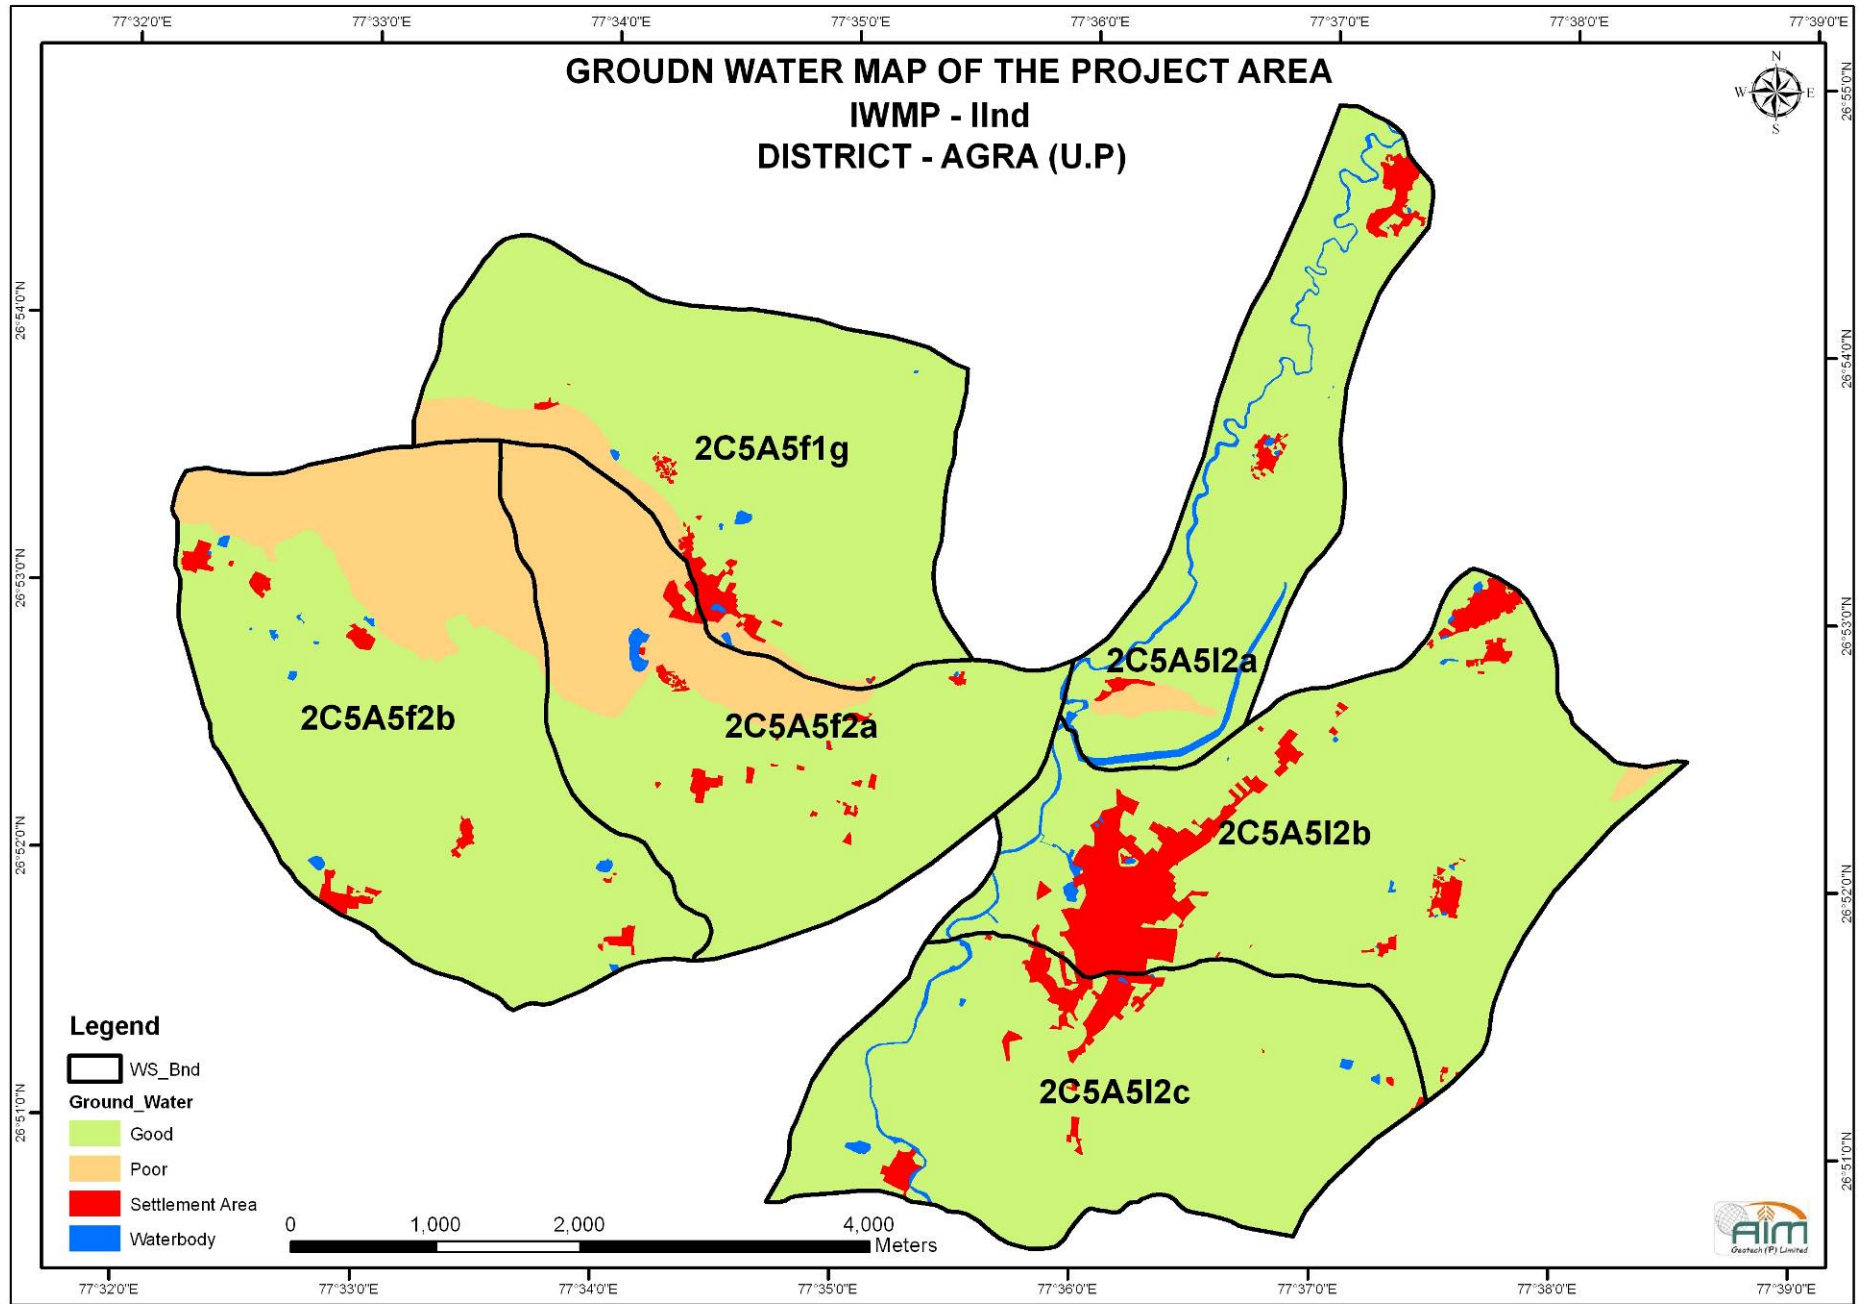 77°32'0"E 77°33'0"E 77°34'0"E 77°35'0"E 77°36'0"E 77°37'0"E 77°38'0"E 77°39'0"E
GROUDN WATER MAP OF THE PROJECT AREA
IWMP - IInd
DISTRICT - AGRA (U.P)
N
W E
S
26°55'0"N
26°54'0"N
26°54'0"N
2C5A5f1g
26°53'0"N
26°53'0"N
2C5A5l2a
2C5A5f2b
2C5A5f2a
2C5A5l2b
26°52'0"N
26°52'0"N
2C5A5l2c
26°51'0"N
26°51'0"N
Legend
WS_Bnd
Ground_Water
Good
Poor
Settlement Area
Waterbody
0 1,000 2,000 4,000
Meters
AIM
Geotech (P) Limited
77°32'0"E 77°33'0"E 77°34'0"E 77°35'0"E 77°36'0"E 77°37'0"E 77°38'0"E 77°39'0"E